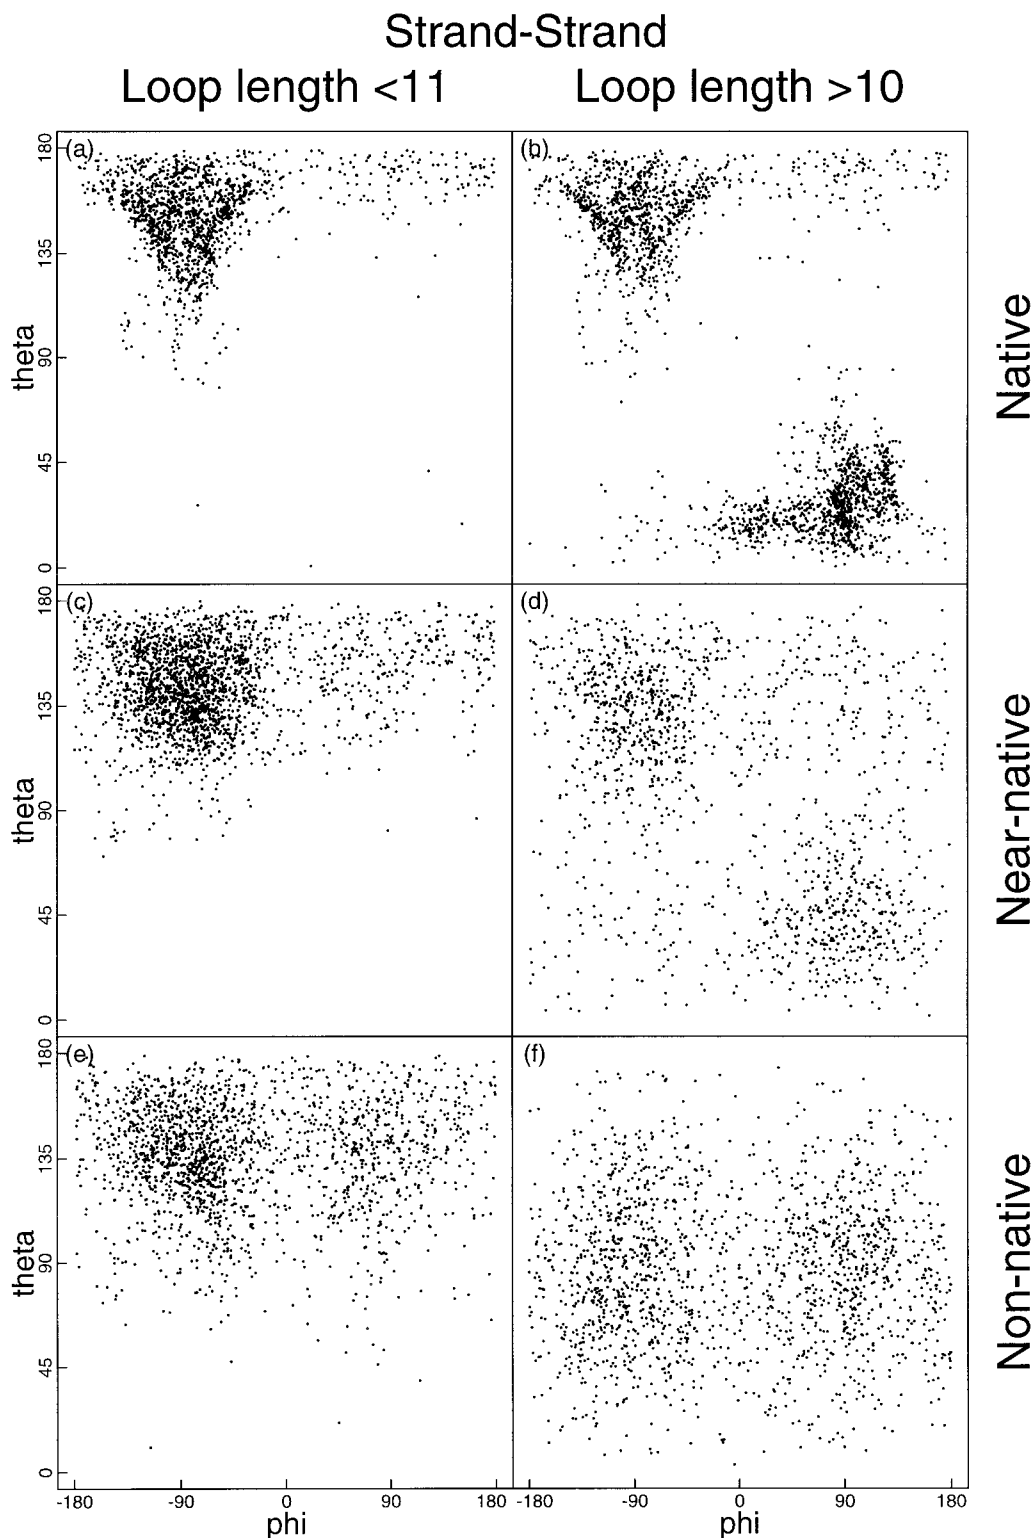 Strand-Strand
Loop length <11
Loop length >10
(a)
(b)
180
135
90
45
0
theta
Native
(c)
(d)
180
135
90
45
0
theta
Near-native
(e)
(f)
180
135
90
45
0
theta
Non-native
-180
-90
0
90
180
-180
-90
0
90
180
phi
phi